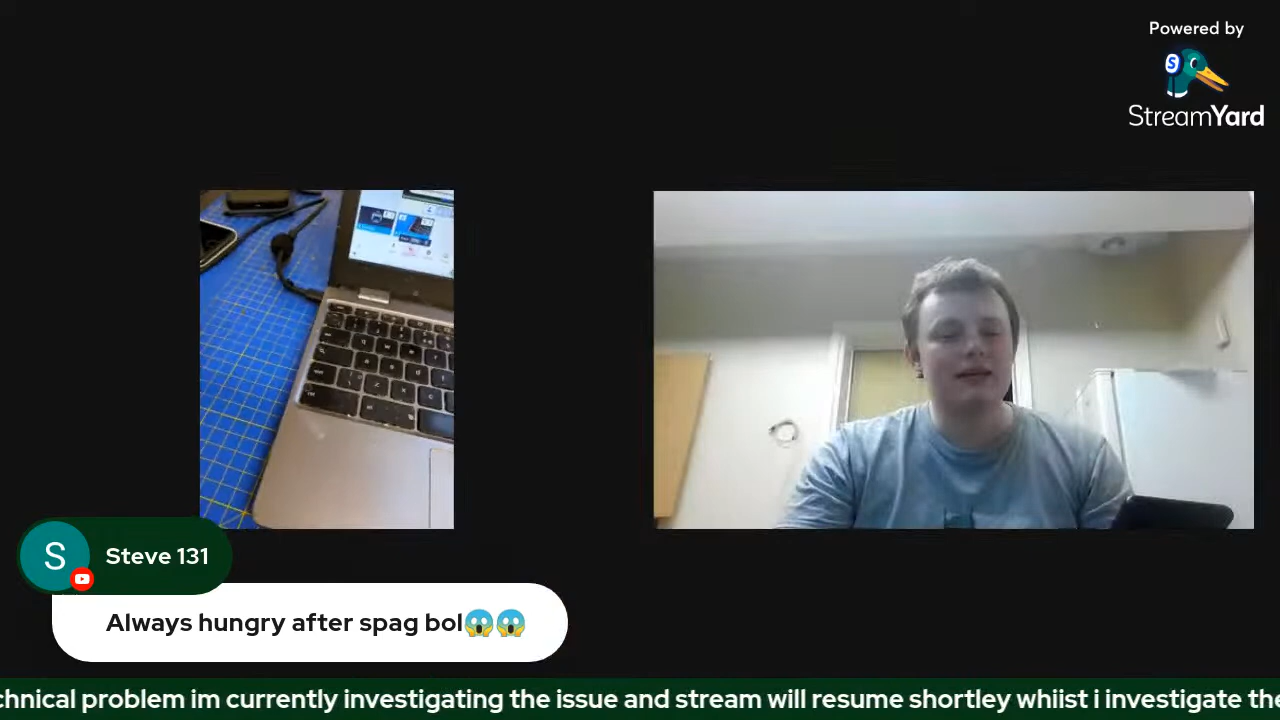 Powered by
S
StreamYard
S
Steve 131
Always hungry after spag bol😱😱
chnical problem im currently investigating the issue and stream will resume shortley whiist i investigate the